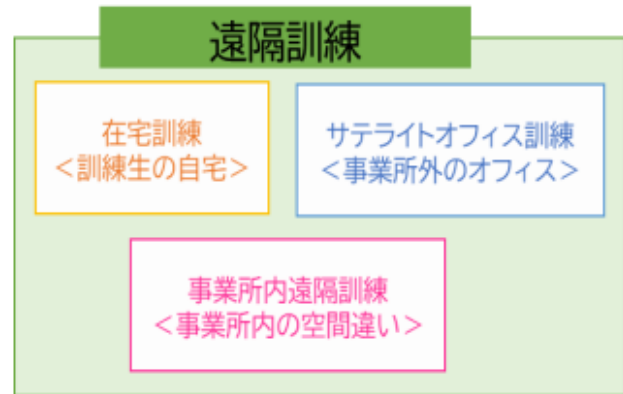 遠隔訓練
在宅訓練
＜訓練生の自宅＞
サテライトオフィス訓練
＜事業所外のオフィス＞
事業所内遠隔訓練
＜事業所内の空間違い＞